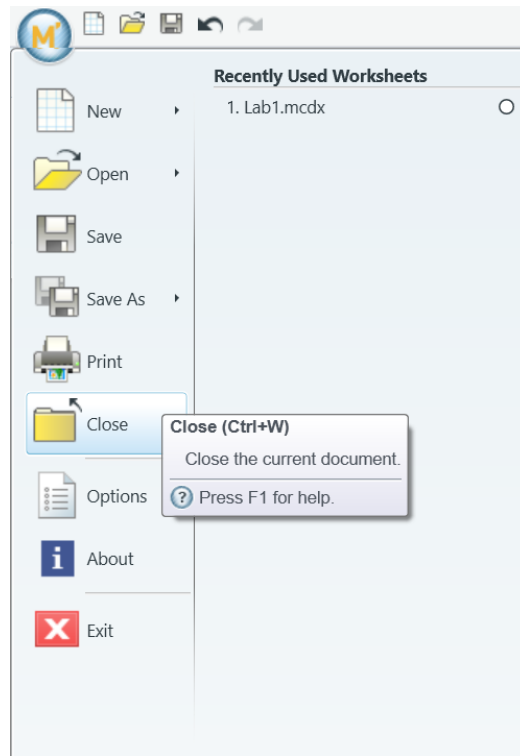 M
Recently Used Worksheets
1. Lab1.mcdx
New
Open
Save
Save As
Print
Close
Close (Ctrl+W)
Close the current document.
Press F1 for help.
Options
About
Exit